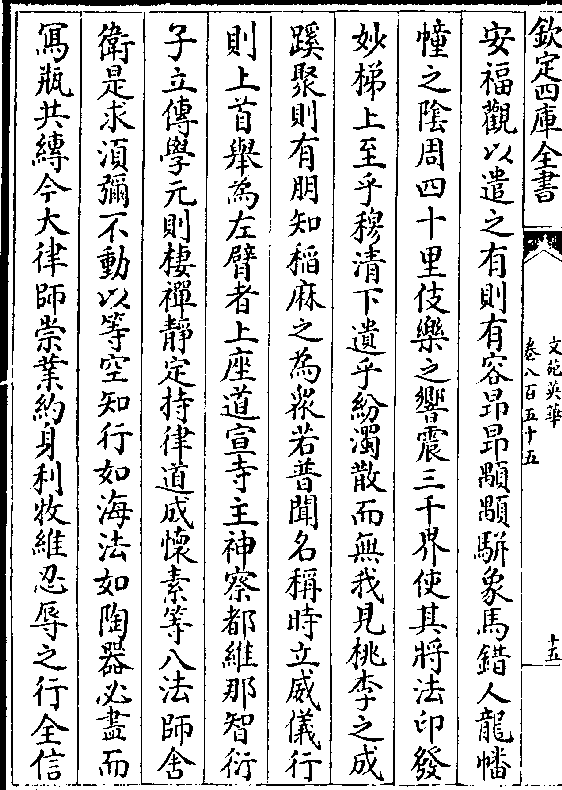 欽定四庫全書
文苑英華
卷八百五十五
十五
安福觀以遣之有則有容昻昻顒顒駢象馬錯人龍幡
幢之陰周四十里伎樂之響震三千界使其將法印發
妙梯上至乎穆清下遺乎紛濁散而無我見桃李之成
蹊聚則有朋知稻麻之為衆若普聞名稱時立威儀行
則上首舉為左臂者上座道宣寺主神察都維那智衍
子立傳學元則棲禪靜定持律道成懷素等八法師舍
衛是求須彌不動以等空知行如海法如陶器必盡而
寫瓶共縳今大律師崇業約身利牧維忍辱之行全信